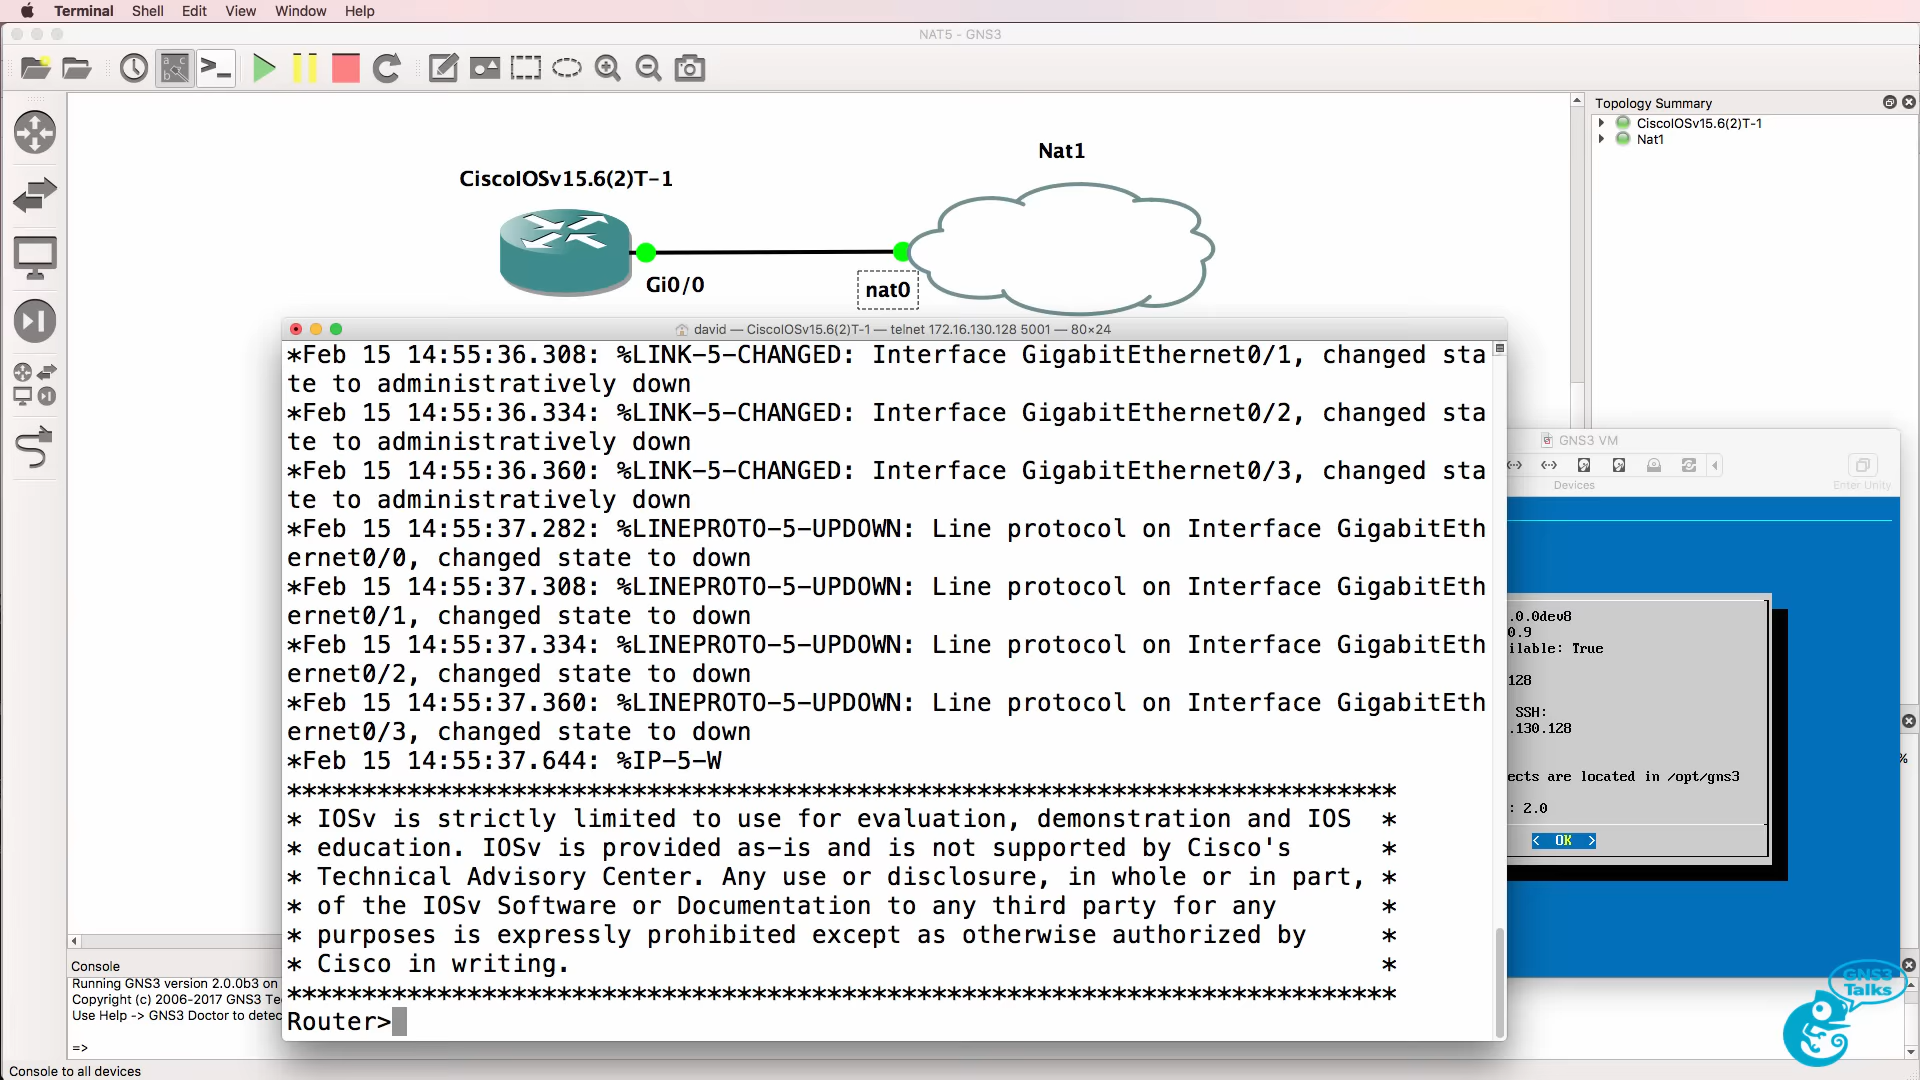 Terminal Shell Edit View Window Help
NAT5 - GNS3
Topology Summary
CiscoIOSv15.6(2)T-1
Nat1
Nat1
CiscoIOSv15.6(2)T-1
Gi0/0
nat0
david — CiscoIOSv15.6(2)T-1 — telnet 172.16.130.128 5001 — 80×24
*Feb 15 14:55:36.308: %LINK-5-CHANGED: Interface GigabitEthernet0/1, changed sta
te to administratively down
*Feb 15 14:55:36.334: %LINK-5-CHANGED: Interface GigabitEthernet0/2, changed sta
te to administratively down
*Feb 15 14:55:36.360: %LINK-5-CHANGED: Interface GigabitEthernet0/3, changed sta
te to administratively down
*Feb 15 14:55:37.282: %LINEPROTO-5-UPDOWN: Line protocol on Interface GigabitEth
ernet0/0, changed state to down
*Feb 15 14:55:37.308: %LINEPROTO-5-UPDOWN: Line protocol on Interface GigabitEth
ernet0/1, changed state to down
*Feb 15 14:55:37.334: %LINEPROTO-5-UPDOWN: Line protocol on Interface GigabitEth
ernet0/2, changed state to down
*Feb 15 14:55:37.360: %LINEPROTO-5-UPDOWN: Line protocol on Interface GigabitEth
ernet0/3, changed state to down
*Feb 15 14:55:37.644: %IP-5-W
**************************************************************************
* IOSv is strictly limited to use for evaluation, demonstration and IOS  *
* education. IOSv is provided as-is and is not supported by Cisco's      *
* Technical Advisory Center. Any use or disclosure, in whole or in part, *
* of the IOSv Software or Documentation to any third party for any       *
* purposes is expressly prohibited except as otherwise authorized by     *
* Cisco in writing.                                                      *
**************************************************************************
Router>
GNS3 VM
Devices
Enter Unity
.0.0dev8
0.9
ilable: True
128
SSH:
.130.128
ects are located in /opt/gns3
: 2.0
< OK >
%
Console
Running GNS3 version 2.0.0b3 on
Copyright (c) 2006-2017 GNS3 Te
Use Help -> GNS3 Doctor to detec
=>
Console to all devices
GNS3
Talks